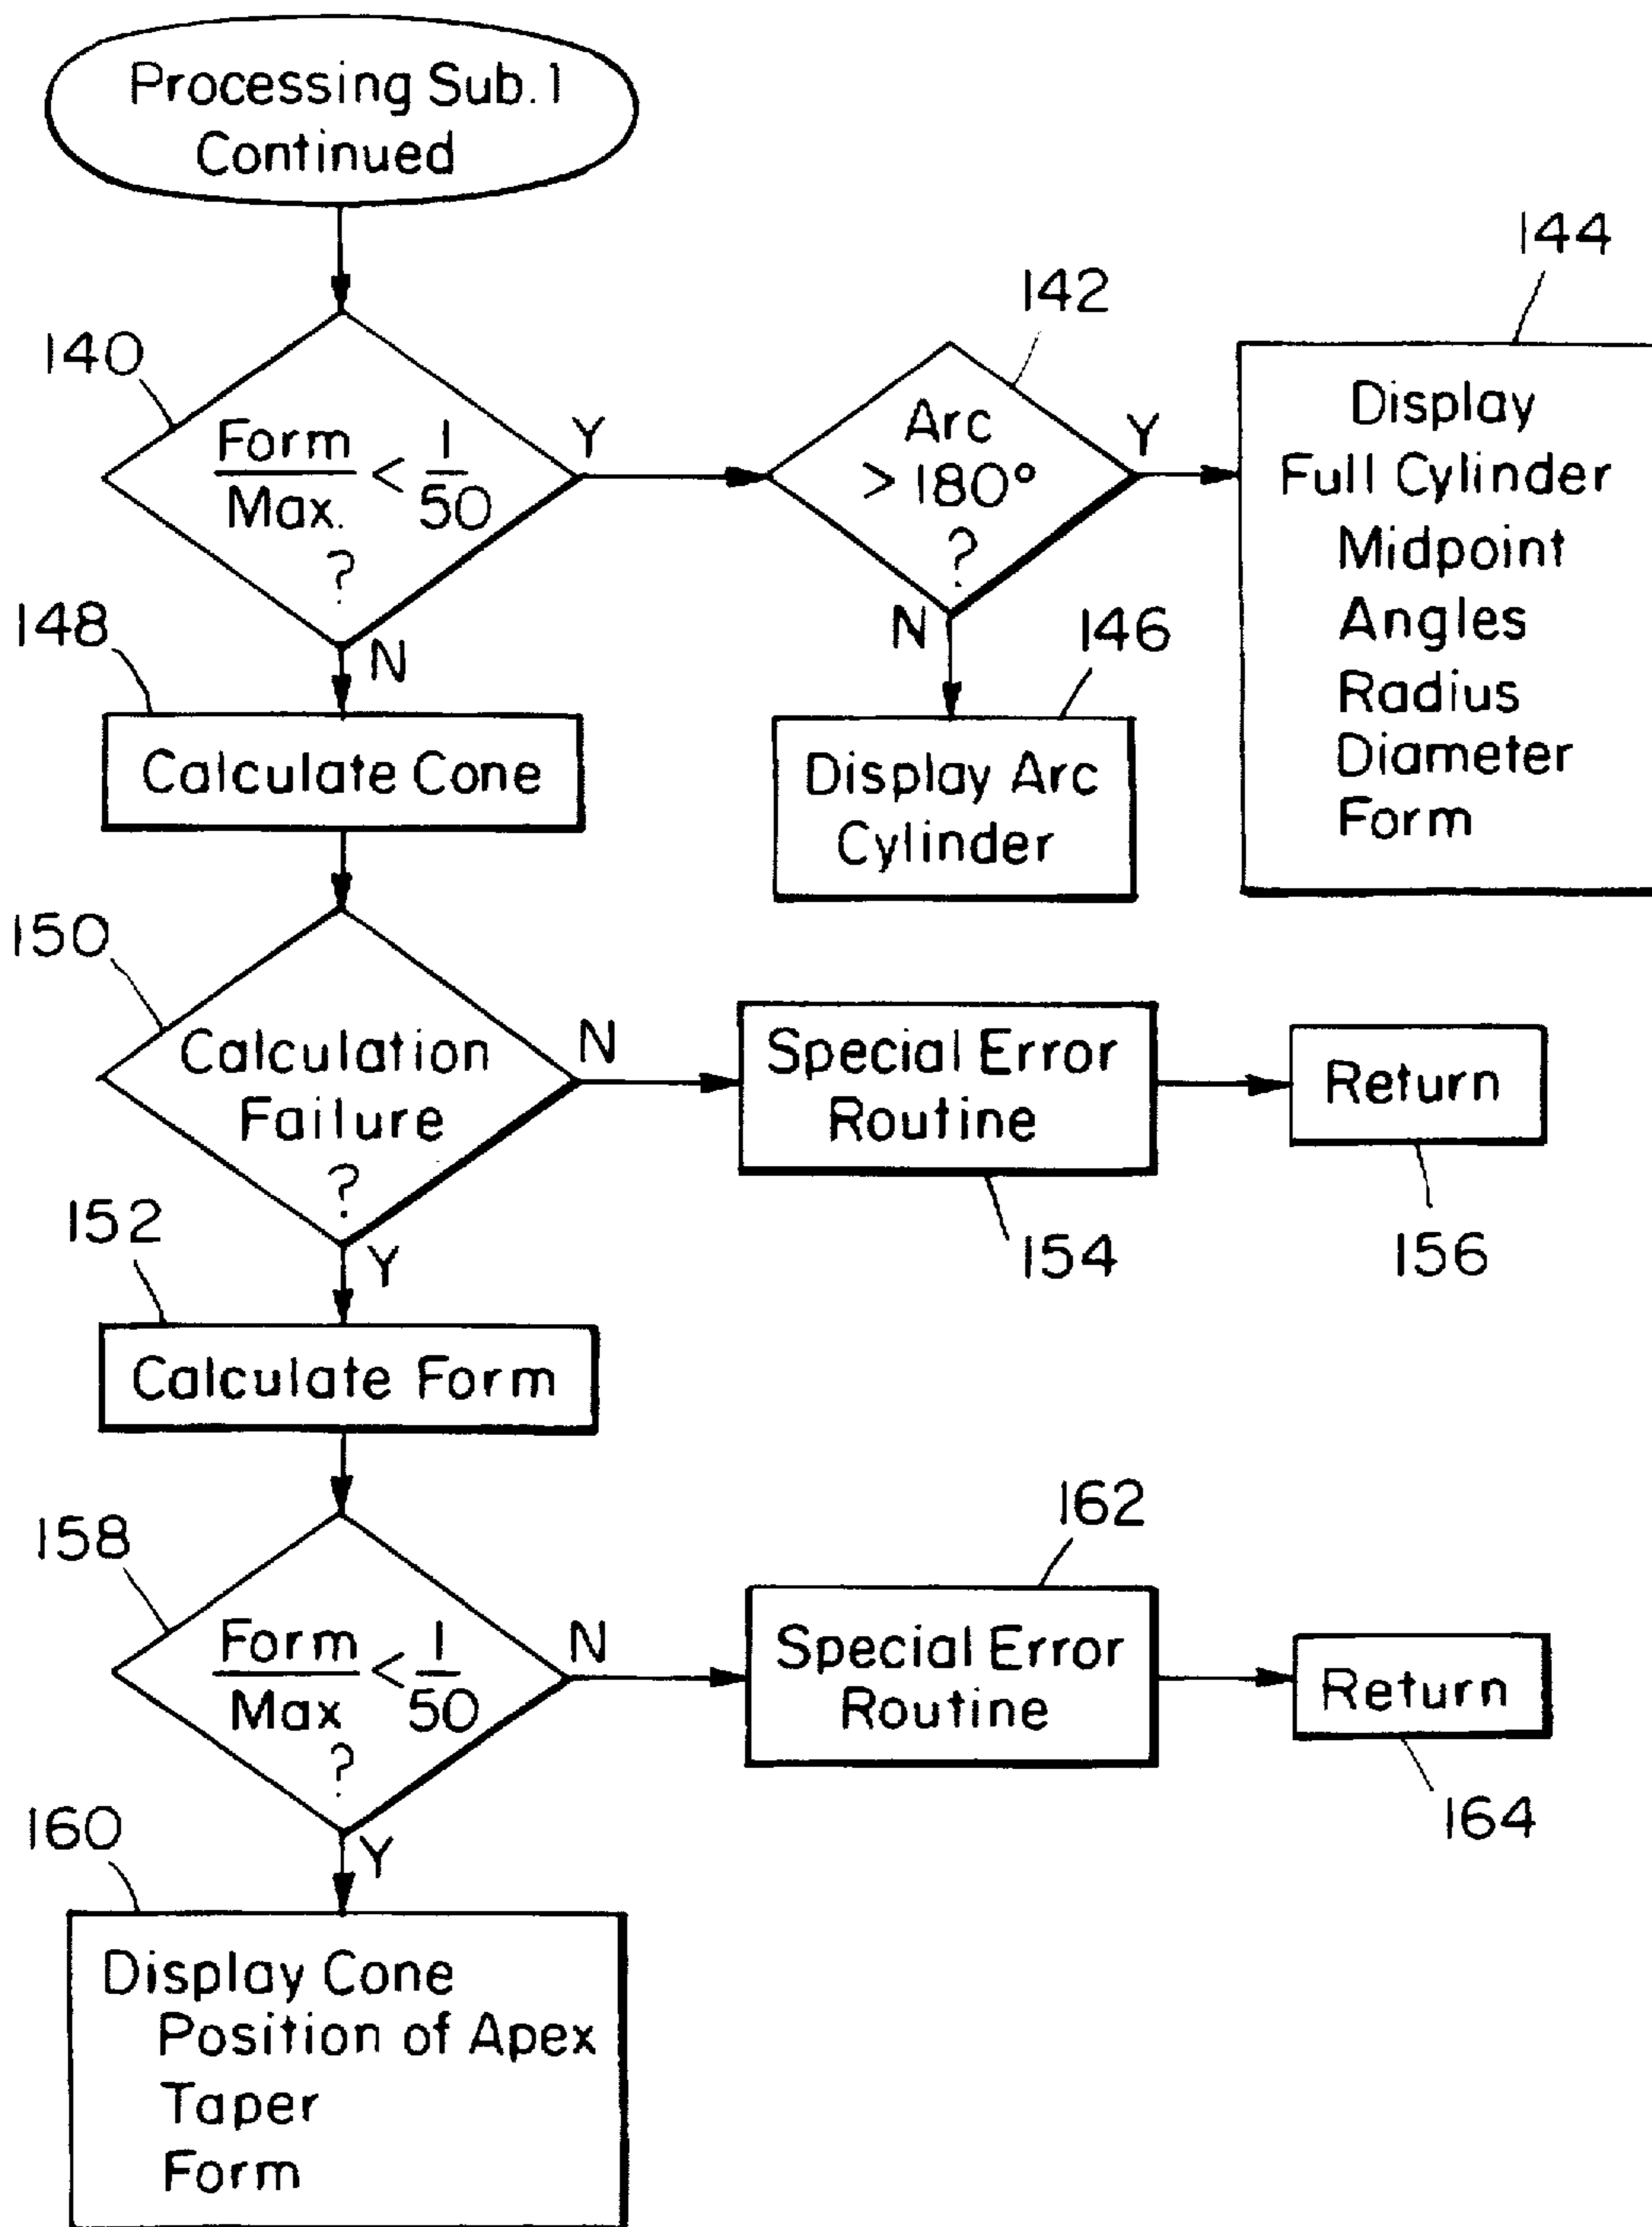 Processing Sub. 1
Continued
140
Form
Max.
< 1
50
?
Y
N
142
Arc
> 180°
?
Y
N
144
Display
Full Cylinder
Midpoint
Angles
Radius
Diameter
Form
146
Display Arc
Cylinder
148
Calculate Cone
150
Calculation
Failure
?
N
Y
Special Error
Routine
154
Return
156
152
Calculate Form
158
Form
Max
< 1
50
?
N
Y
162
Special Error
Routine
Return
164
160
Display Cone
Position of Apex
Taper
Form